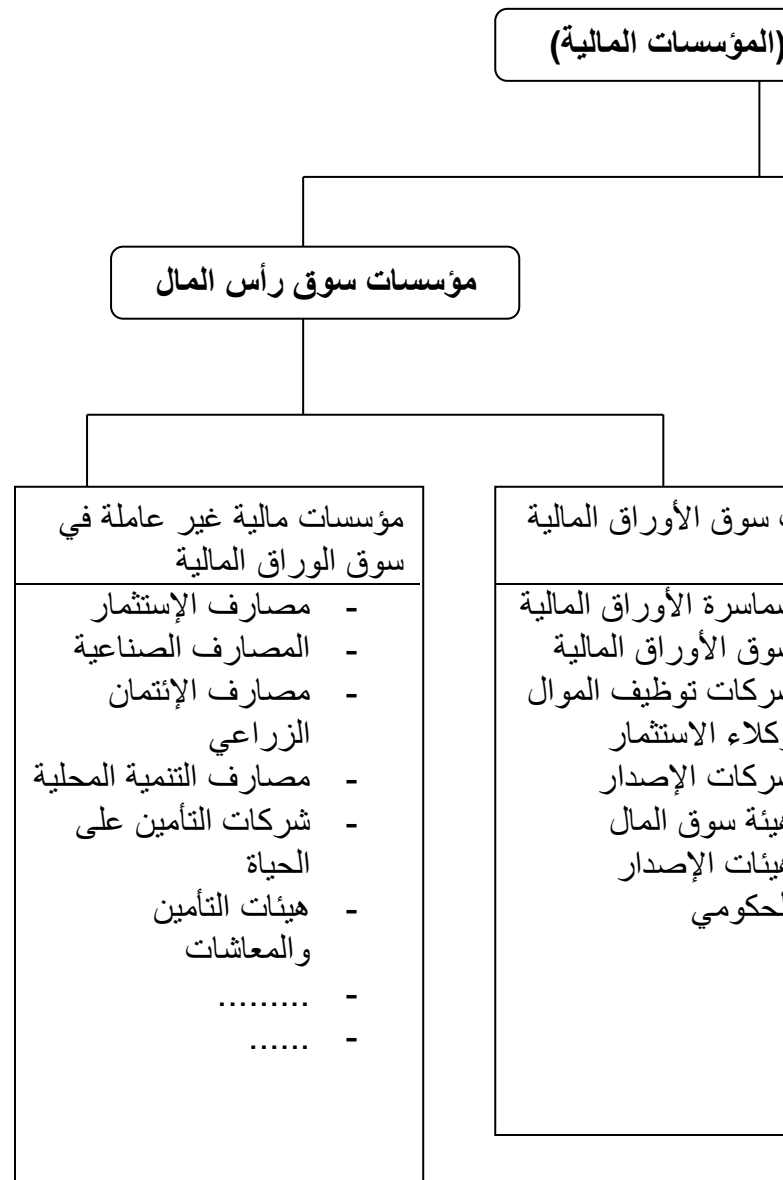 (المؤسسات المالية)
مؤسسات سوق رأس المال
سوق الأوراق المالية
سماسرة الأوراق المالية
سوق الأوراق المالية
شركات توظيف الموال
وكلاء الاستثمار
شركات الإصدار
هيئة سوق المال
هيئات الإصدار
الحكومي
مؤسسات مالية غير عاملة في
سوق الوراق المالية
- مصارف الإستثمار
- المصارف الصناعية
- مصارف الإئتمان
الزراعي
- مصارف التنمية المحلية
- شركات التأمين على
الحياة
- هيئات التأمين
والمعاشات
- .........
- ......